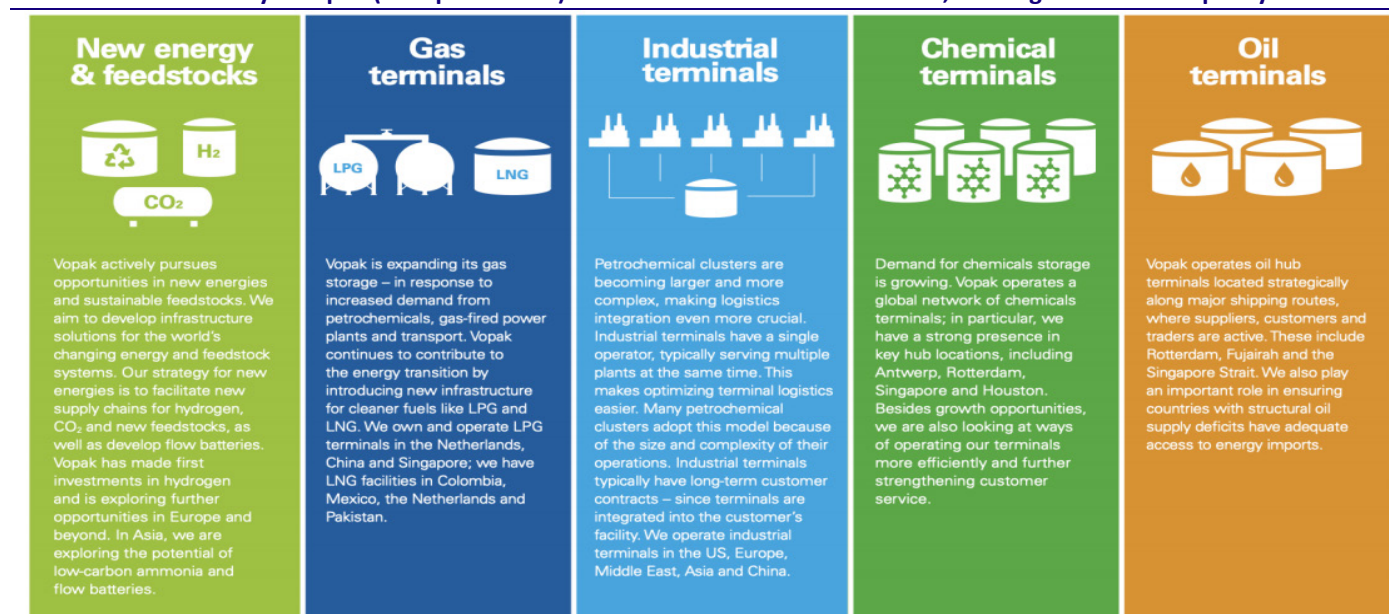 New energy
& feedstocks
H2
CO2
Vopak actively pursues
opportunities in new energies
and sustainable feedstocks. We
aim to develop infrastructure
solutions for the world's
changing energy and feedstock
systems. Our strategy for new
energies is to facilitate new
supply chains for hydrogen,
CO2 and new feedstocks, as
well as develop flow batteries.
Vopak has made first
investments in hydrogen
and is exploring further
opportunities in Europe and
beyond. In Asia, we are
exploring the potential of
low-carbon ammonia and
flow batteries.
Gas
terminals
LPG
LNG
Vopak is expanding its gas
storage – in response to
increased demand from
petrochemicals, gas-fired power
plants and transport. Vopak
continues to contribute to
the energy transition by
introducing new infrastructure
for cleaner fuels like LPG and
LNG. We own and operate LPG
terminals in the Netherlands,
China and Singapore; we have
LNG facilities in Colombia,
Mexico, the Netherlands and
Pakistan.
Industrial
terminals
Petrochemical clusters are
becoming larger and more
complex, making logistics
integration even more crucial.
Industrial terminals have a single
operator, typically serving multiple
plants at the same time. This
makes optimizing terminal logistics
easier. Many petrochemical
clusters adopt this model because
of the size and complexity of their
operations. Industrial terminals
typically have long-term customer
contracts – since terminals are
integrated into the customer's
facility. We operate industrial
terminals in the US, Europe,
Middle East, Asia and China.
Chemical
terminals
Demand for chemicals storage
is growing. Vopak operates a
global network of chemicals
terminals; in particular, we
have a strong presence in
key hub locations, including
Antwerp, Rotterdam,
Singapore and Houston.
Besides growth opportunities,
we are also looking at ways
of operating our terminals
more efficiently and further
strengthening customer
service.
Oil
terminals
Vopak operates oil hub
terminals located strategically
along major shipping routes,
where suppliers, customers and
traders are active. These include
Rotterdam, Fujairah and the
Singapore Strait. We also play
an important role in ensuring
countries with structural oil
supply deficits have adequate
access to energy imports.